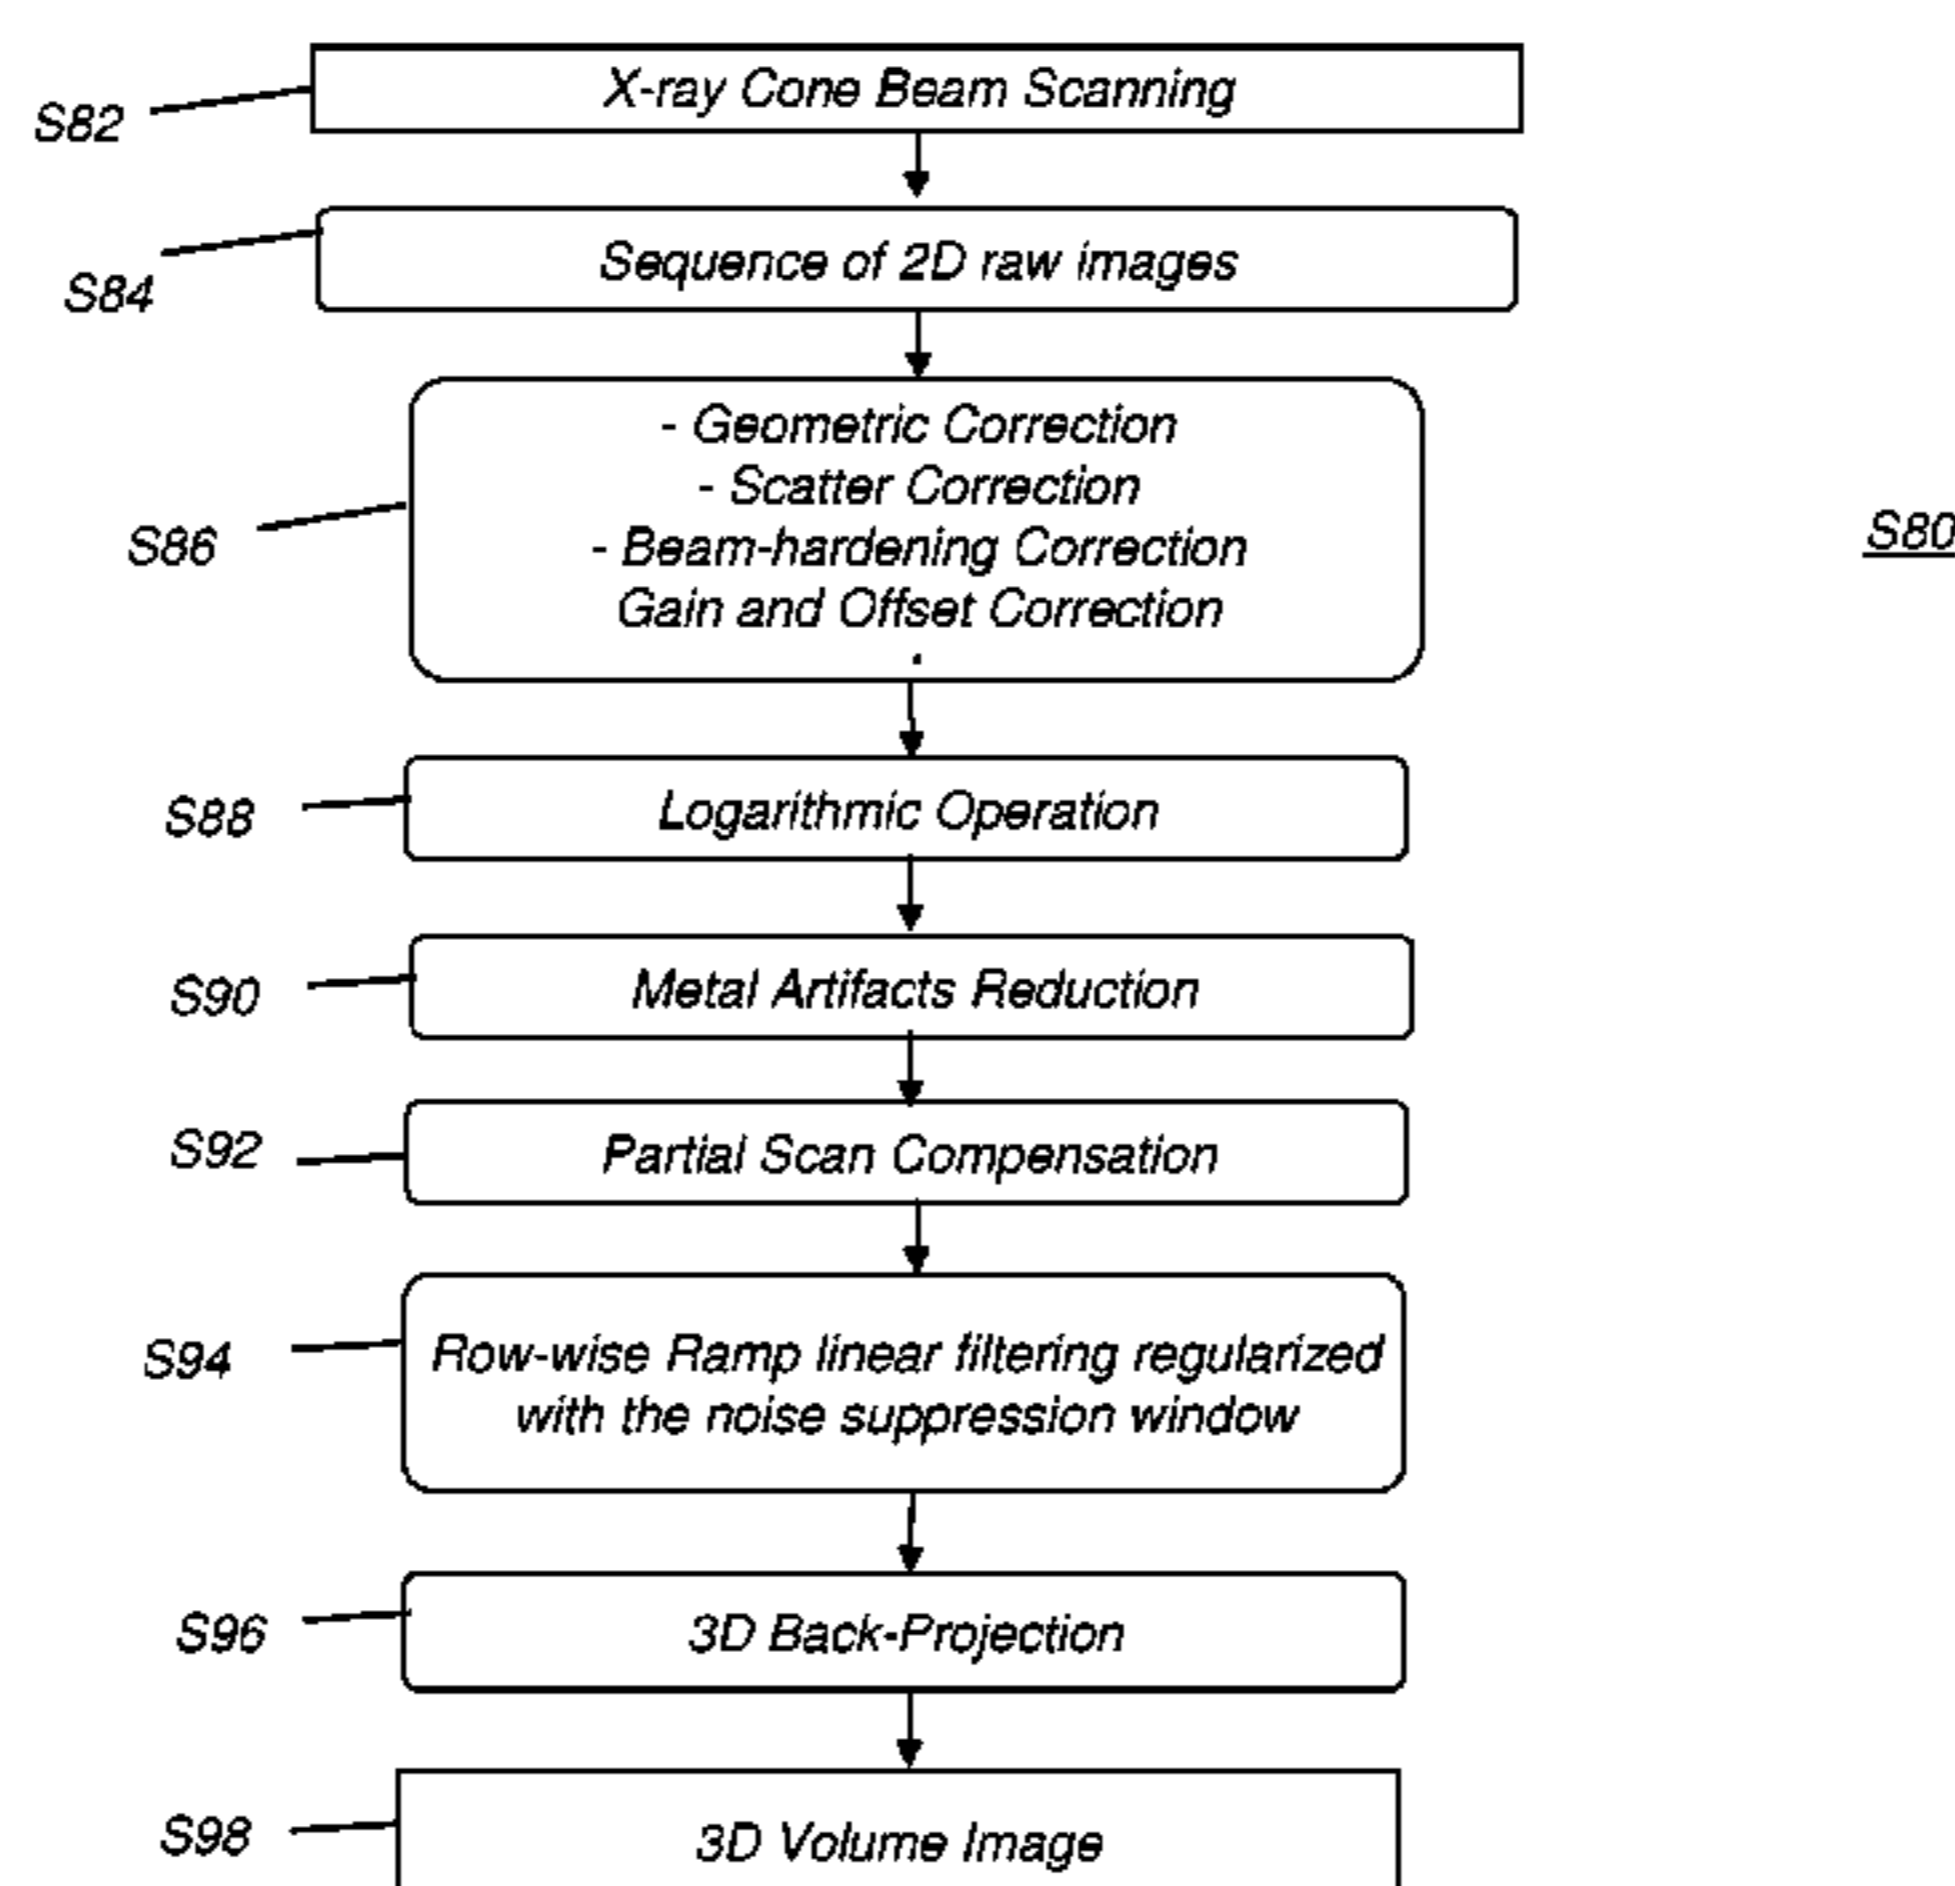 X-ray Cone Beam Scanning
S82
Sequence of 2D raw images
S84
- Geometric Correction
- Scatter Correction
- Beam-hardening Correction
Gain and Offset Correction
.
S86
S80
Logarithmic Operation
S88
Metal Artifacts Reduction
S90
Partial Scan Compensation
S92
Row-wise Ramp linear filtering regularized
with the noise suppression window
S94
3D Back-Projection
S96
3D Volume Image
S98